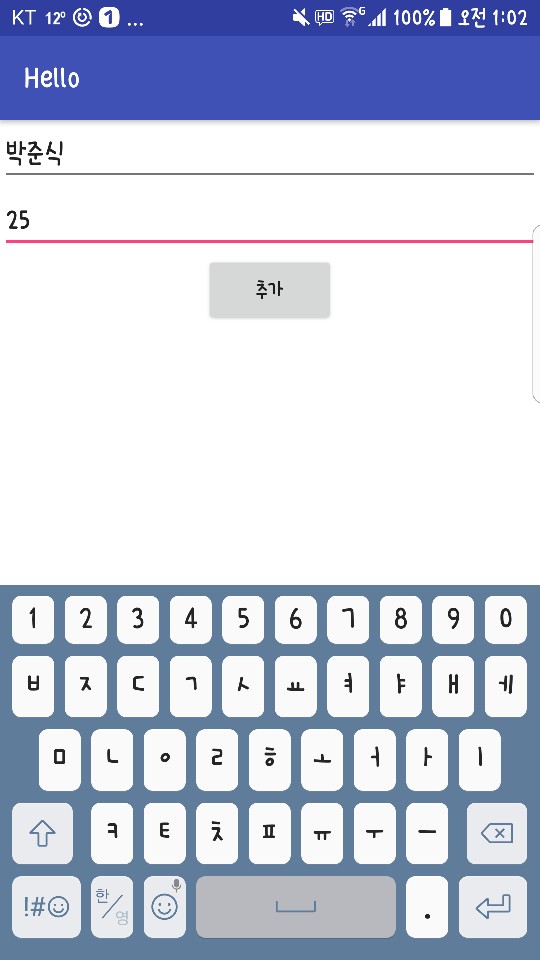 KT 12° 1 ... HD G 100% 오전 1:02
Hello
박준식
25
추가
1 2 3 4 5 6 7 8 9 0
ㅂ ㅈ ㄷ ㄱ ㅅ ㅛ ㅕ ㅑ ㅐ ㅔ
ㅁ ㄴ ㅇ ㄹ ㅎ ㅗ ㅓ ㅏ ㅣ
ㅋ ㅌ ㅊ ㅍ ㅠ ㅜ ㅡ
!#☺ 한/영 .